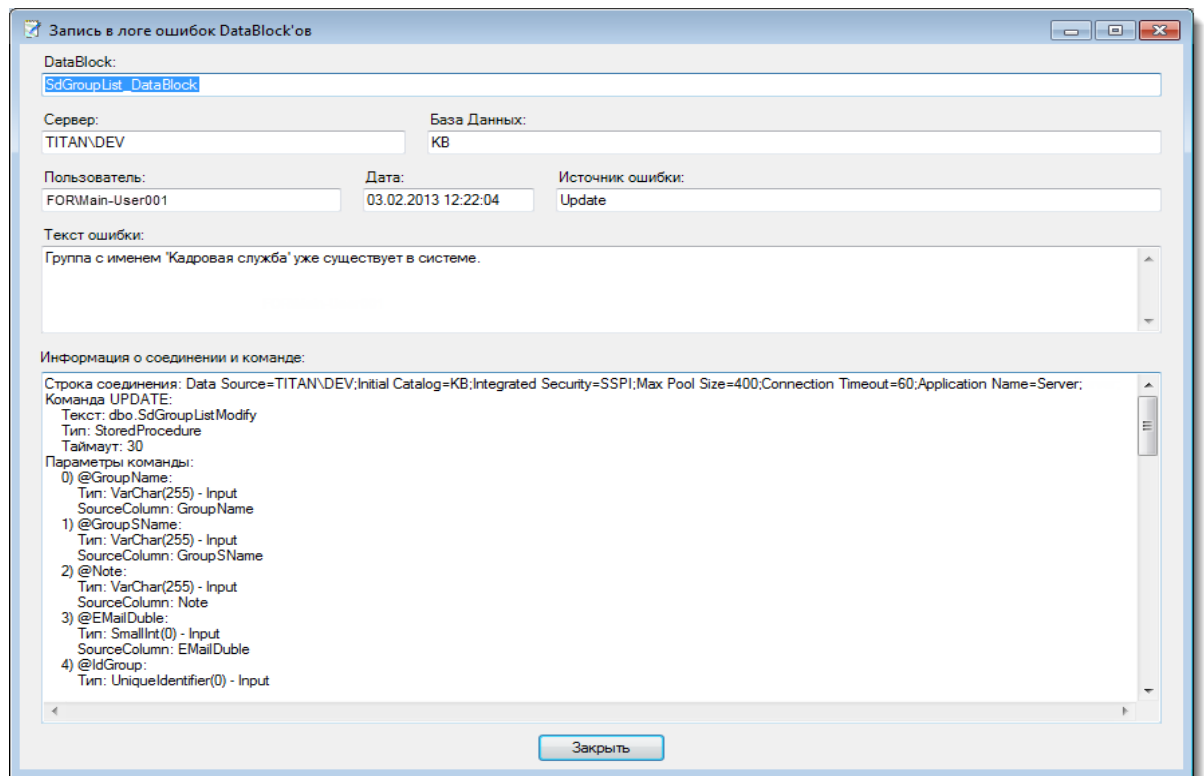 Запись в логе ошибок DataBlock'ов
DataBlock:
SdGroupList_DataBlock
Сервер: База Данных:
TITAN\DEV KB
Пользователь: Дата: Источник ошибки:
FOR\Main-User001 03.02.2013 12:22:04 Update
Текст ошибки:
Группа с именем 'Кадровая служба' уже существует в системе.
Информация о соединении и команде:
Строка соединения: Data Source=TITAN\DEV;Initial Catalog=KB;Integrated Security=SSPI;Max Pool Size=400;Connection Timeout=60;Application Name=Server;
Команда UPDATE:
Текст: dbo.SdGroupListModify
Тип: StoredProcedure
Таймаут: 30
Параметры команды:
0) @GroupName:
Тип: VarChar(255) - Input
SourceColumn: GroupName
1) @GroupSName:
Тип: VarChar(255) - Input
SourceColumn: GroupSName
2) @Note:
Тип: VarChar(255) - Input
SourceColumn: Note
3) @EMailDuble:
Тип: SmallInt(0) - Input
SourceColumn: EMailDuble
4) @IdGroup:
Тип: UniqueIdentifier(0) - Input
Закрыть